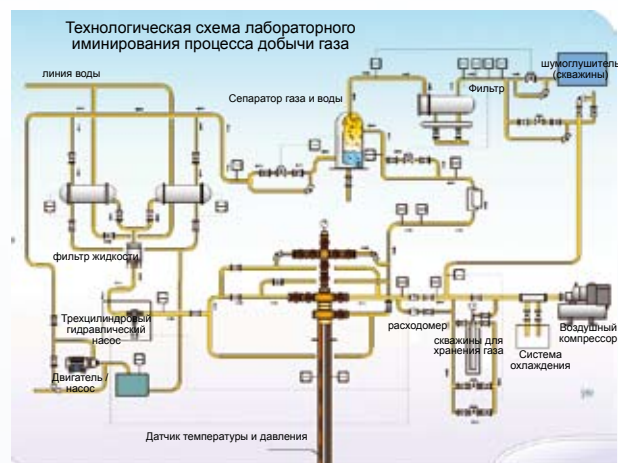 Технологическая схема лабораторного
иминирования процесса добычи газа
линия воды
шумоглушитель
(скважины)
Сепаратор газа и воды
Фильтр
фильтр жидкости
Трехцилиндровый
гидравлический
насос
расходомер
скважины для
хранения газа
Воздушный
компрессор
Система
охлаждения
Двигатель /
насос
Датчик температуры и давления